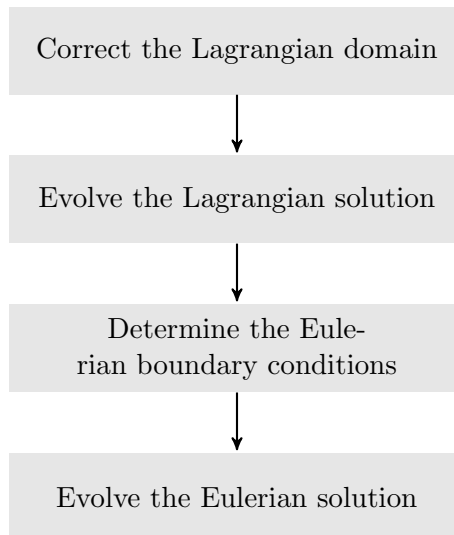 Correct the Lagrangian domain
Evolve the Lagrangian solution
Determine the Eule-
rian boundary conditions
Evolve the Eulerian solution